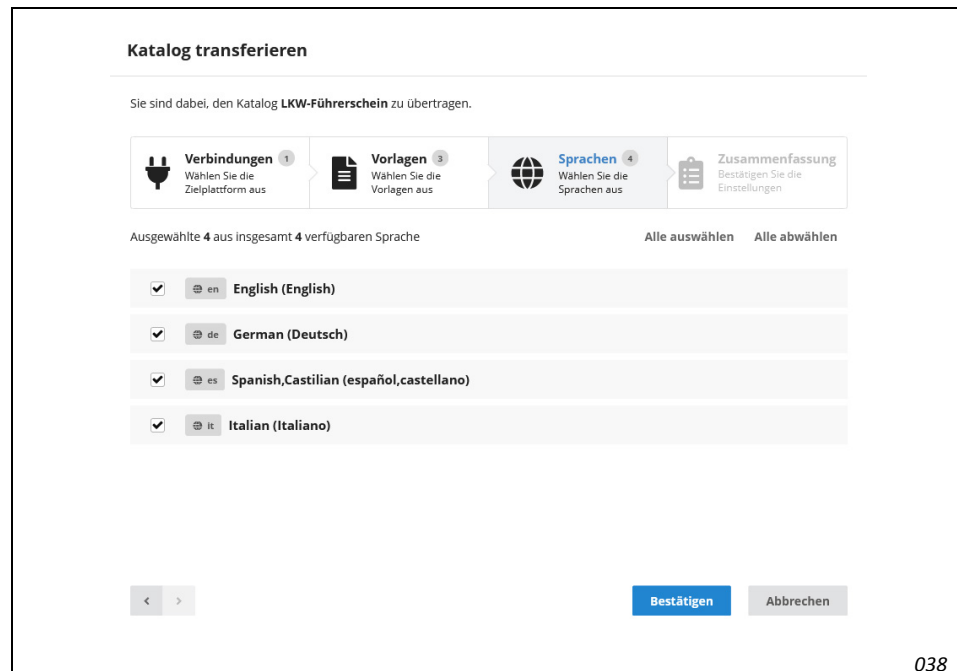 Katalog transferieren
Sie sind dabei, den Katalog LKW-Führerschein zu übertragen.
Verbindungen 1
Wählen Sie die
Zielplattform aus
Vorlagen 3
Wählen Sie die
Vorlagen aus
Sprachen 4
Wählen Sie die
Sprachen aus
Zusammenfassung
Bestätigen Sie die
Einstellungen
Ausgewählte 4 aus insgesamt 4 verfügbaren Sprache
Alle auswählen Alle abwählen
en English (English)
de German (Deutsch)
es Spanish,Castilian (español,castellano)
it Italian (Italiano)
Bestätigen Abbrechen
038